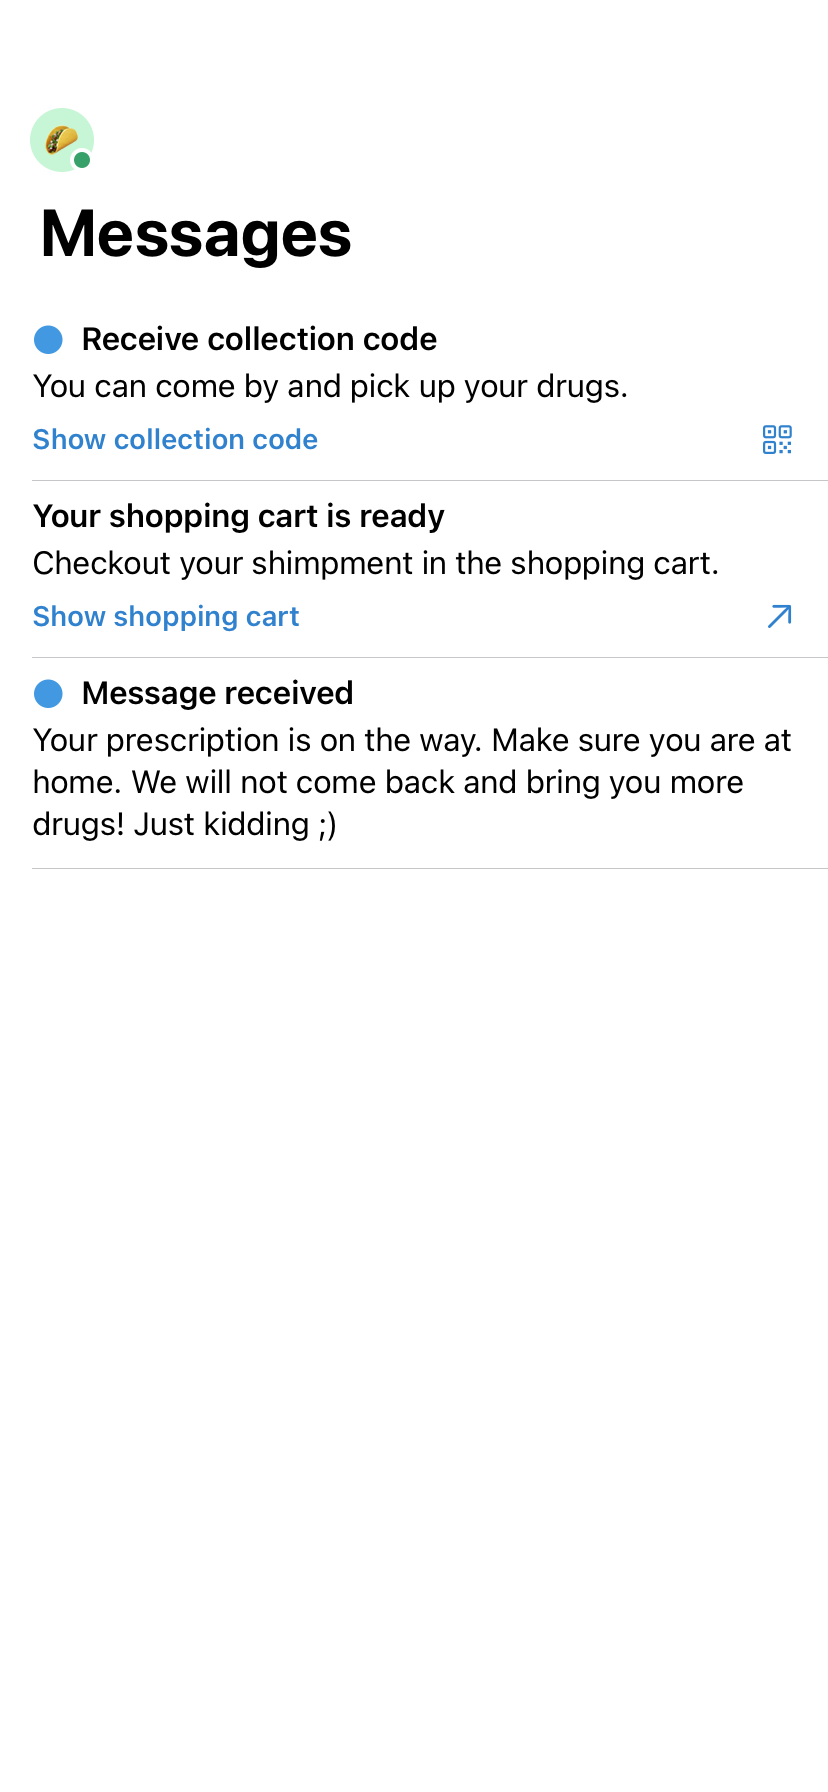 Messages
Receive collection code
You can come by and pick up your drugs.
Show collection code
Your shopping cart is ready
Checkout your shimpment in the shopping cart.
Show shopping cart
Message received
Your prescription is on the way. Make sure you are at
home. We will not come back and bring you more
drugs! Just kidding ;)